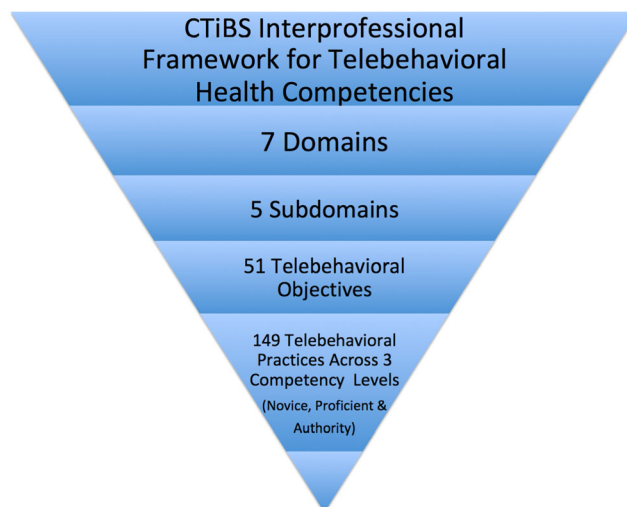 CTiBS Interprofessional
Framework for Telebehavioral
Health Competencies
7 Domains
5 Subdomains
51 Telebehavioral
Objectives
149 Telebehavioral
Practices Across 3
Competency Levels
(Novice, Proficient &
Authority)